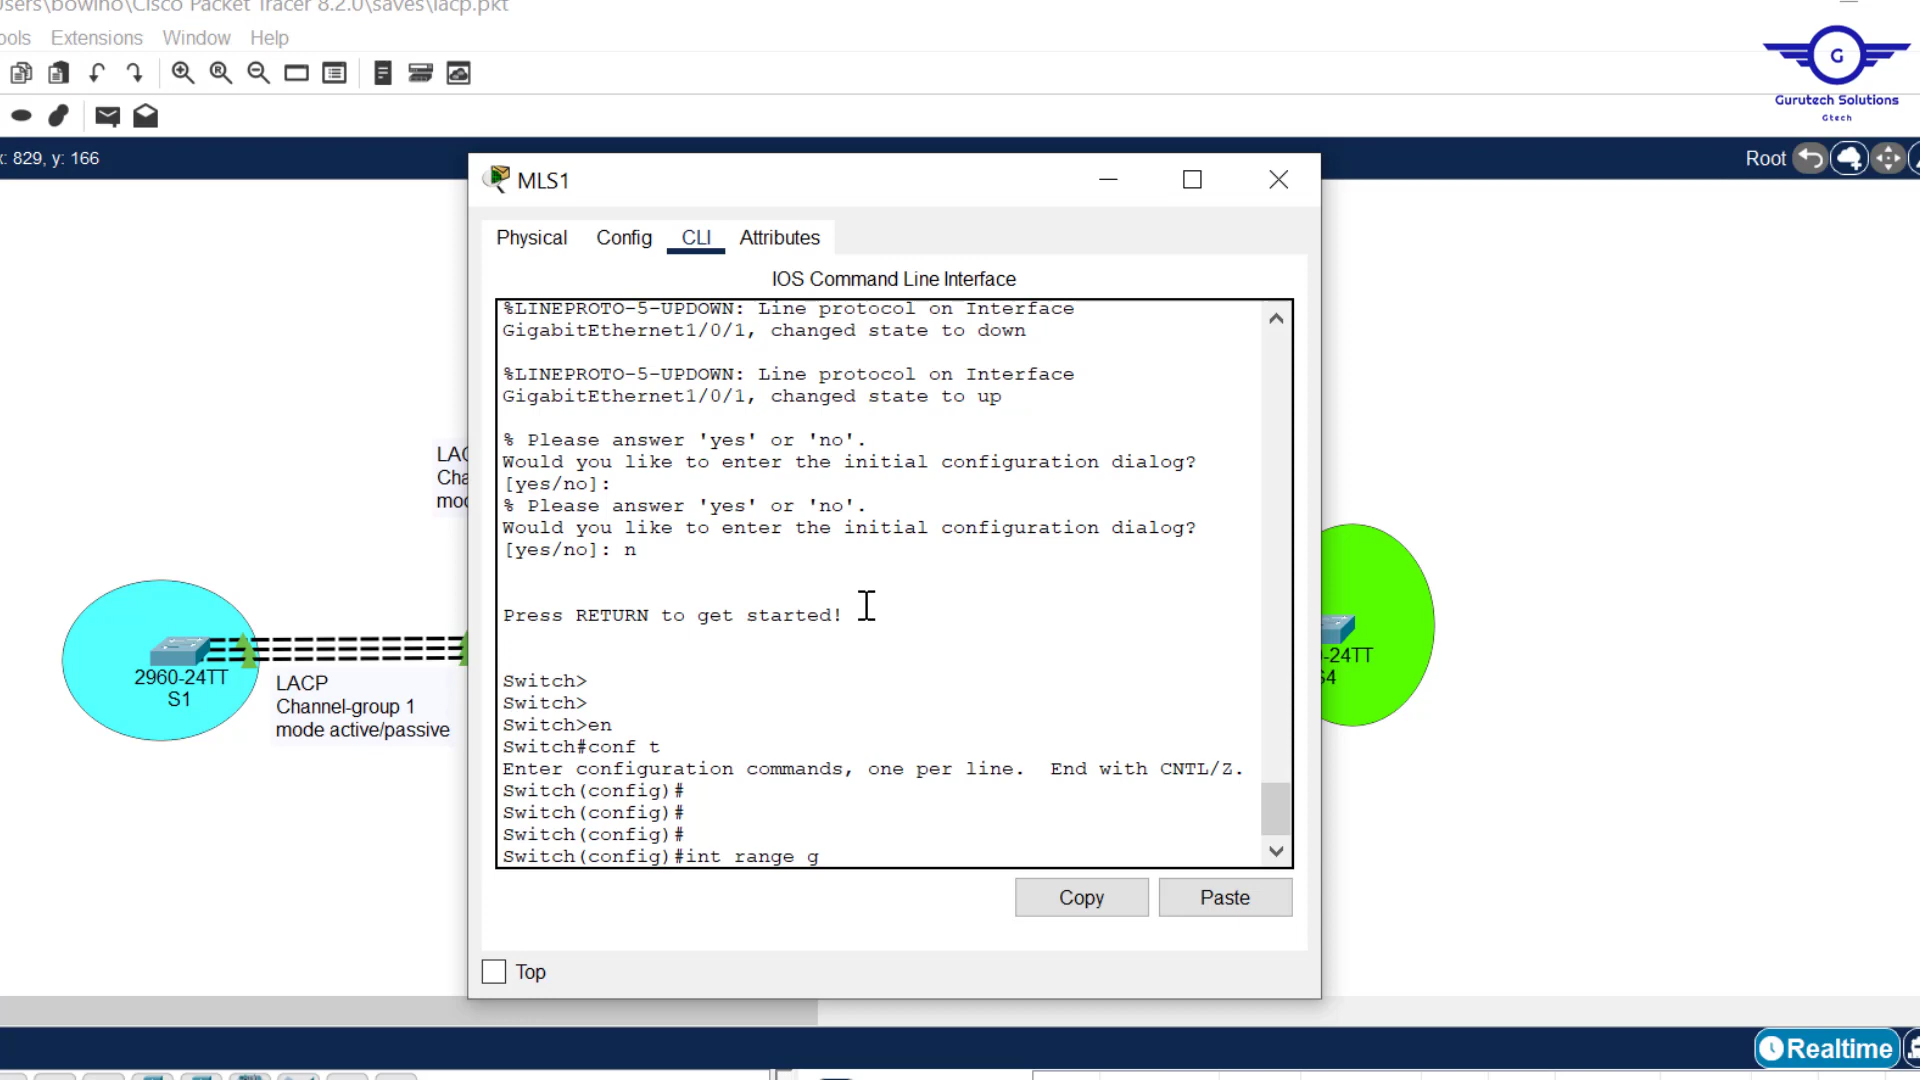 sers\bowino\Cisco Packet Tracer 8.2.0\saves\lacp.pkt
ools Extensions Window Help
G
Gurutech Solutions
Gtech
x: 829, y: 166
Root
MLS1
Physical Config CLI Attributes
IOS Command Line Interface
%LINEPROTO-5-UPDOWN: Line protocol on Interface
GigabitEthernet1/0/1, changed state to down
%LINEPROTO-5-UPDOWN: Line protocol on Interface
GigabitEthernet1/0/1, changed state to up
% Please answer 'yes' or 'no'.
Would you like to enter the initial configuration dialog?
[yes/no]:
% Please answer 'yes' or 'no'.
Would you like to enter the initial configuration dialog?
[yes/no]: n
Press RETURN to get started!
Switch>
Switch>
Switch>en
Switch#conf t
Enter configuration commands, one per line.  End with CNTL/Z.
Switch(config)#
Switch(config)#
Switch(config)#
Switch(config)#int range g
Copy Paste
Top
LAC
Cha
mod
2960-24TT
S1
LACP
Channel-group 1
mode active/passive
-24TT
S4
Realtime